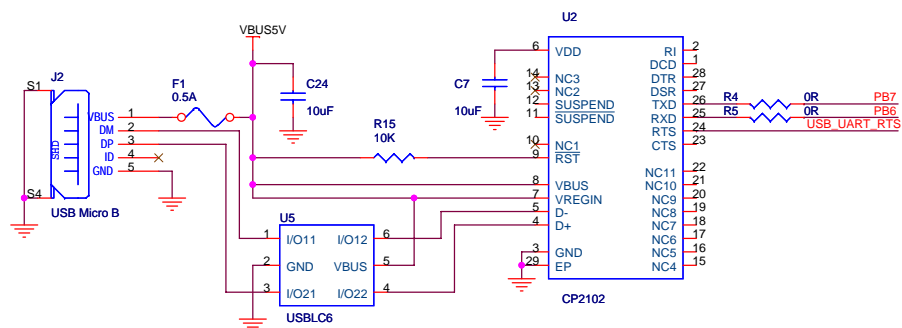 U2
VBUS5V
J2
S1
F1
0.5A
C24
10uF
C7
10uF
R15
10K
VBUS 1
DM 2
DP 3
ID 4
GND 5
SHD
S4
USB Micro B
U5
1 I/O11 I/O12 6
2 GND VBUS 5
3 I/O21 I/O22 4
USBLC6
6 VDD RI 2
DCD 1
14 NC3 DTR 28
13 NC2 DSR 27
12 SUSPEND TXD 26 R4 0R PB7
11 SUSPEND RXD 25 R5 0R PB6
RTS 24 USB_UART_RTS
10 NC1 CTS 23
9 RST
8 VBUS NC11 22
7 VREGIN NC10 21
5 D- NC9 20
4 D+ NC8 19
NC7 18
NC6 17
3 GND NC5 16
29 EP NC4 15
CP2102